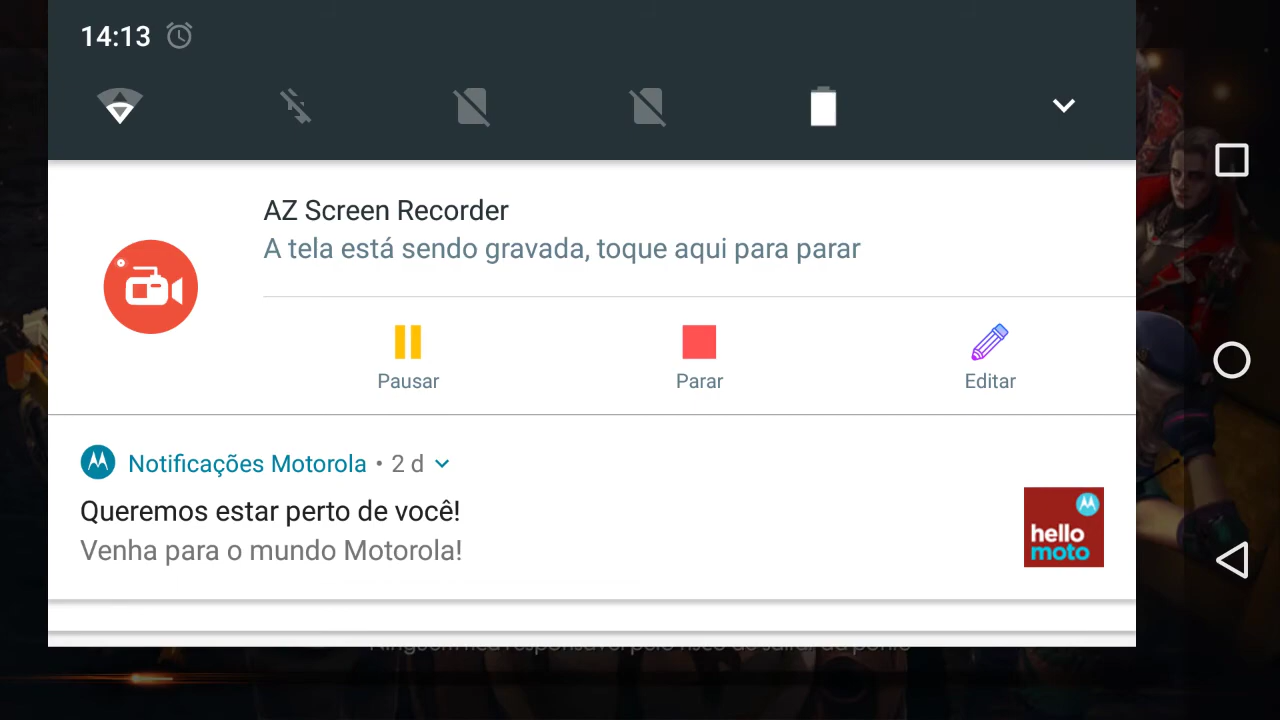 14:13
AZ Screen Recorder
A tela está sendo gravada, toque aqui para parar
Pausar
Parar
Editar
Notificações Motorola • 2 d
Queremos estar perto de você!
Venha para o mundo Motorola!
hello
moto